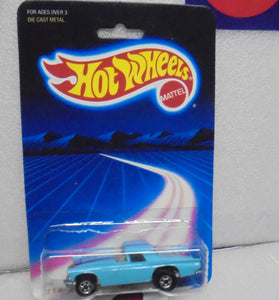 FOR AGES OVER 3
DIE CAST METAL
Hot Wheels
MATTEL